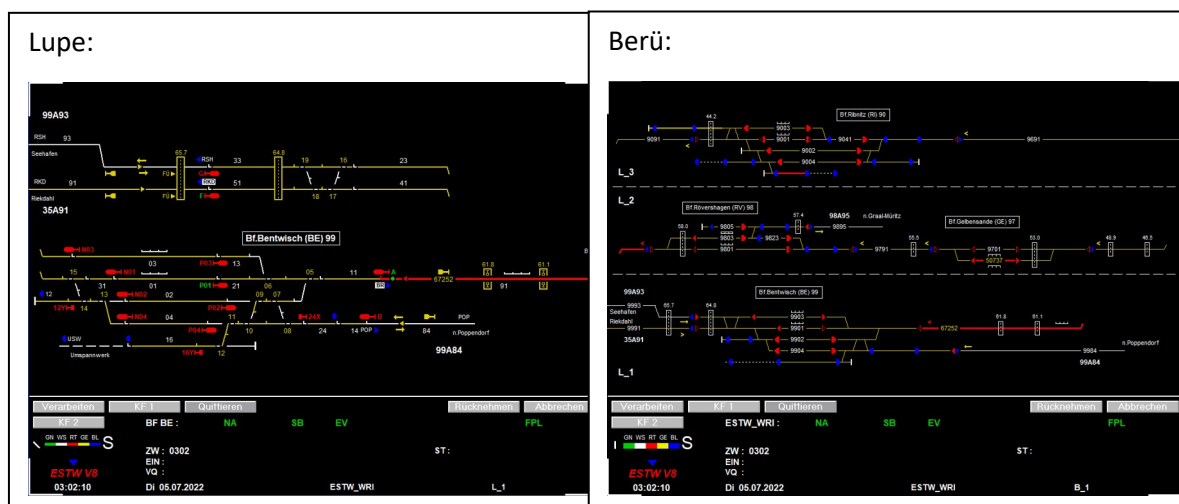 Lupe:
99A93
RSH 93
Seehafen
65.7
64.8
RSH 33
19
16
23
FÜ
G
RKD 91
RKD
51
41
Riekdahl
FÜ
F
18
17
35A91
Bf.Bentwisch (BE) 99
N03
03
P03
13
15
N01
05
11
A
61.8
61.1
31
01
P01
21
06
67252
91
12
13
N02
02
09
07
BR
12Y
14
P02
N04
04
11
24X
B
POP
P04
10
08
24
POP
14
84
n.Poppendorf
USW
16
99A84
Umspannwerk
16Y
12
Verarbeiten KF 1 Quittieren Rücknehmen Abbrechen
KF 2 BF BE : NA SB EV FPL
GN WS RT GE BL S
ZW : 0302 ST :
EIN :
ESTW V8 VQ :
03:02:10 Di 05.07.2022 ESTW_WRI L_1
Berü:
Bf.Ribnitz (RI) 90
44.2
9003
9091
9001
9041
9691
9002
9004
L_3
L_2
Bf.Rövershagen (RV) 98
57.4
98A95
n.Graal-Müritz
Bf.Gelbensande (GE) 97
59.0
9805
9895
9803
9823
55.5
53.0
48.9
46.5
9801
9791
9701
50737
99A93
9993
65.7
64.8
Bf.Bentwisch (BE) 99
Seehafen
9903
61.8
61.1
Riekdahl
9991
9901
67252
35A91
9902
n.Poppendorf
9904
9984
99A84
L_1
Verarbeiten KF 1 Quittieren Rücknehmen Abbrechen
KF 2 ESTW_WRI : NA SB EV FPL
GN WS RT GE BL S
ZW : 0302 ST :
EIN :
ESTW V8 VQ :
03:02:10 Di 05.07.2022 ESTW_WRI B_1